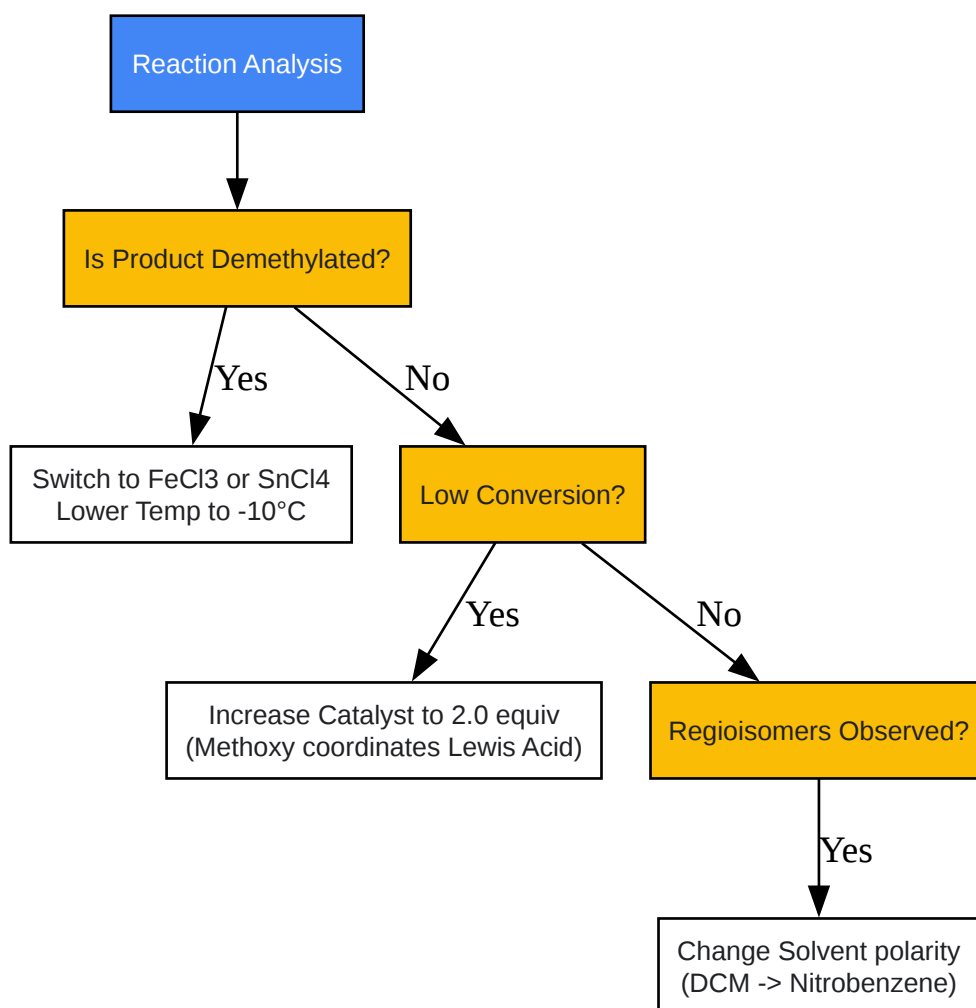 Reaction Analysis
Is Product Demethylated?
Yes
No
Switch to FeCl3 or SnCl4
Lower Temp to -10°C
Low Conversion?
Yes
No
Increase Catalyst to 2.0 equiv
(Methoxy coordinates Lewis Acid)
Regioisomers Observed?
Yes
Change Solvent polarity
(DCM -> Nitrobenzene)